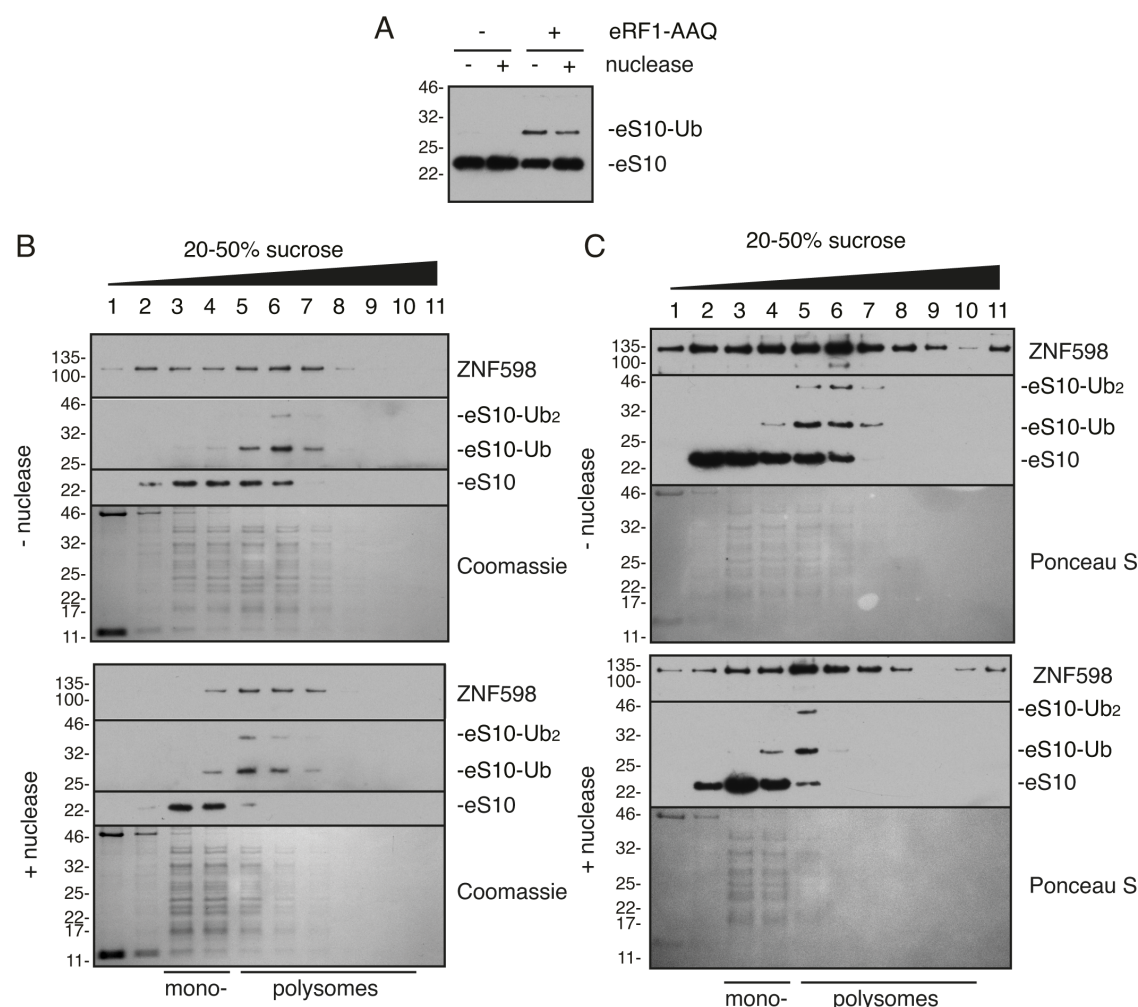 A
- + eRF1-AAQ
- + - + nuclease
46-
32-
25-
22-
-eS10-Ub
-eS10
B
20-50% sucrose
1 2 3 4 5 6 7 8 9 10 11
- nuclease
135-
100-
ZNF598
46-
32-
25-
-eS10-Ub2
-eS10-Ub
22-
-eS10
46-
32-
25-
22-
17-
11-
Coomassie
+ nuclease
135-
100-
ZNF598
46-
32-
25-
-eS10-Ub2
-eS10-Ub
22-
-eS10
46-
32-
25-
22-
17-
11-
Coomassie
mono- polysomes
C
20-50% sucrose
1 2 3 4 5 6 7 8 9 10 11
- nuclease
135-
100-
ZNF598
46-
32-
25-
22-
-eS10-Ub2
-eS10-Ub
-eS10
46-
32-
25-
22-
17-
11-
Ponceau S
+ nuclease
135-
100-
ZNF598
46-
32-
25-
22-
-eS10-Ub2
-eS10-Ub
-eS10
46-
32-
25-
22-
17-
11-
Ponceau S
mono- polysomes